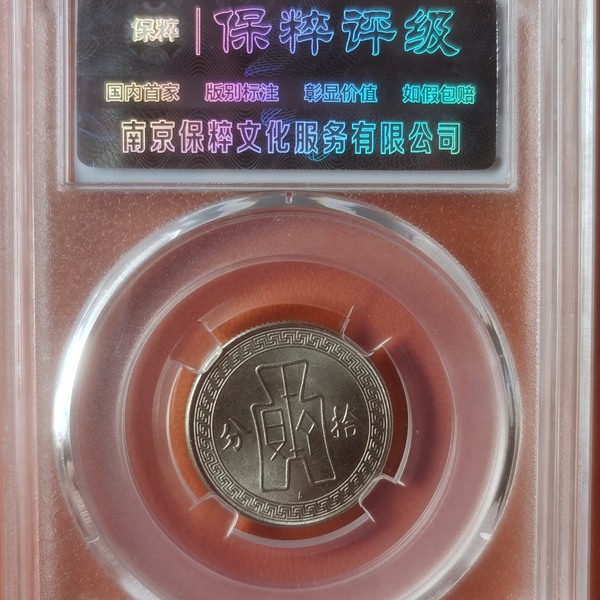 保粹 | 保粹评级
国内首家 版别标注 彰显价值 如假包赔
南京保粹文化服务有限公司
分 拾
A